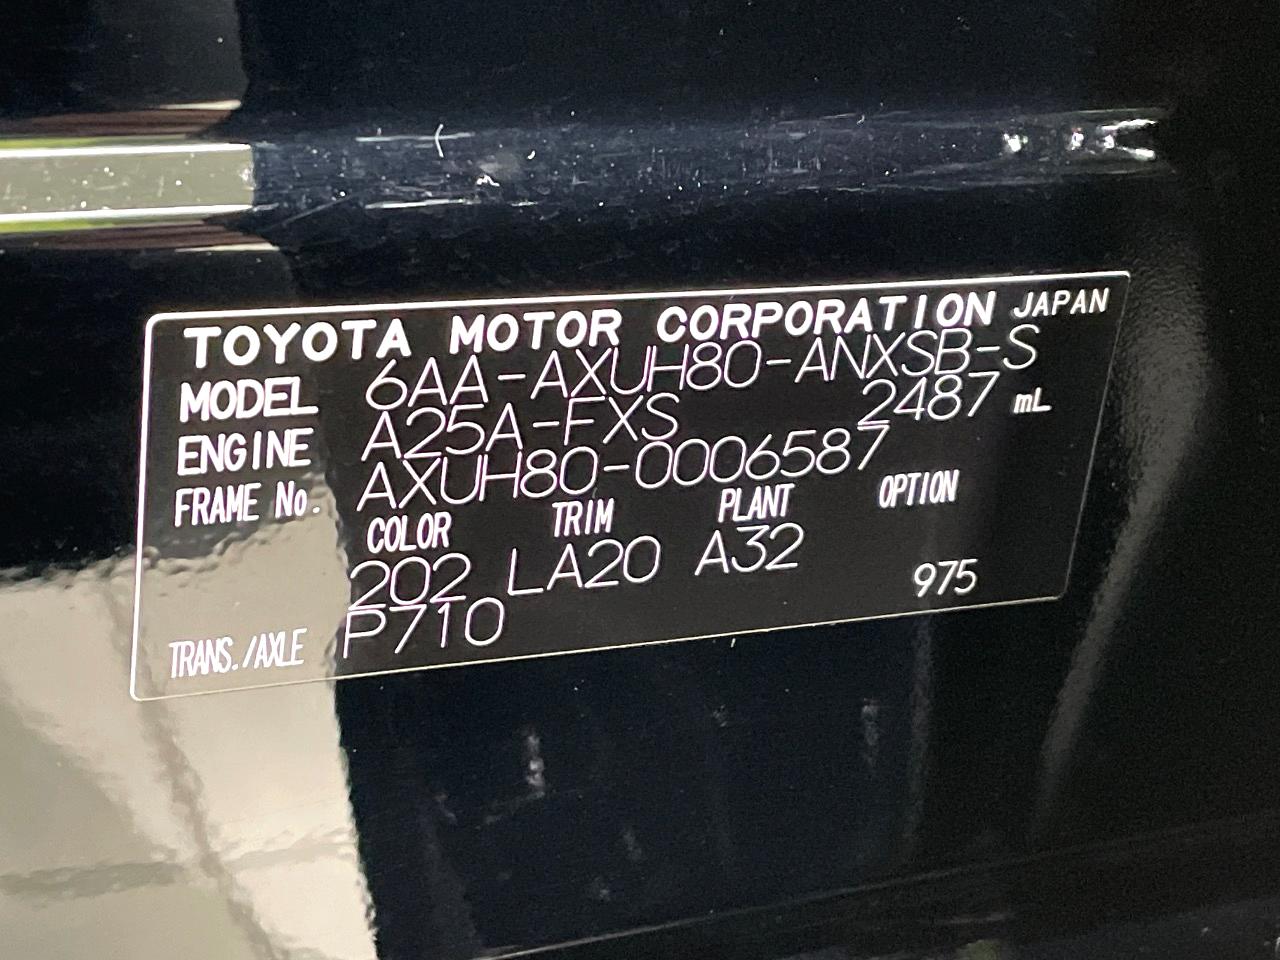 TOYOTA MOTOR CORPORATION JAPAN
MODEL 6AA-AXUH80-ANXSB-S
ENGINE A25A-FXS 2487 mL
FRAME No. AXUH80-0006587
COLOR TRIM PLANT OPTION
202 LA20 A32 975
TRANS./AXLE P710